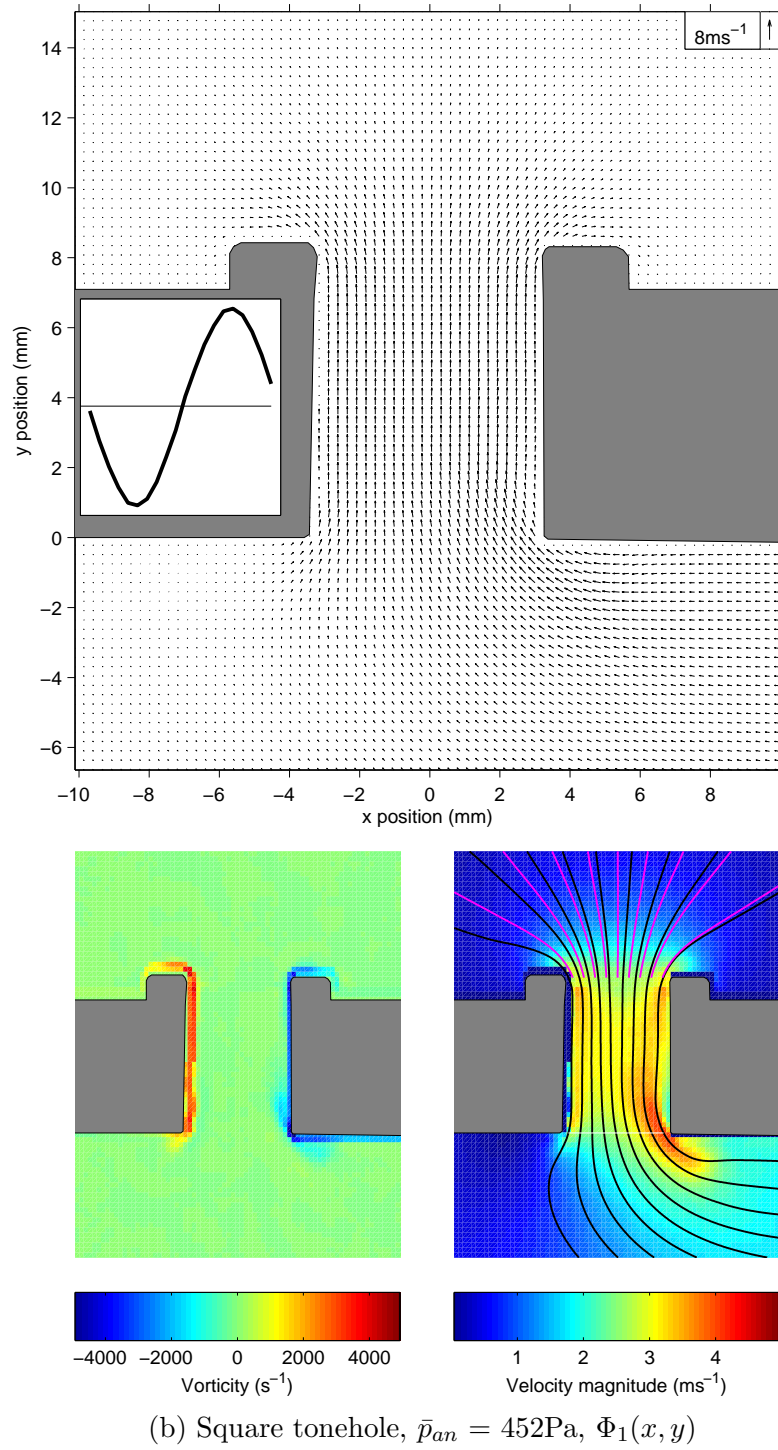 8ms⁻¹
14
12
10
8
6
4
2
0
−2
−4
−6
y position (mm)
−10 −8 −6 −4 −2 0 2 4 6 8
x position (mm)
−4000 −2000 0 2000 4000
Vorticity (s⁻¹)
1 2 3 4
Velocity magnitude (ms⁻¹)
(b) Square tonehole, p̄ₐₙ = 452Pa, Φ₁(x, y)